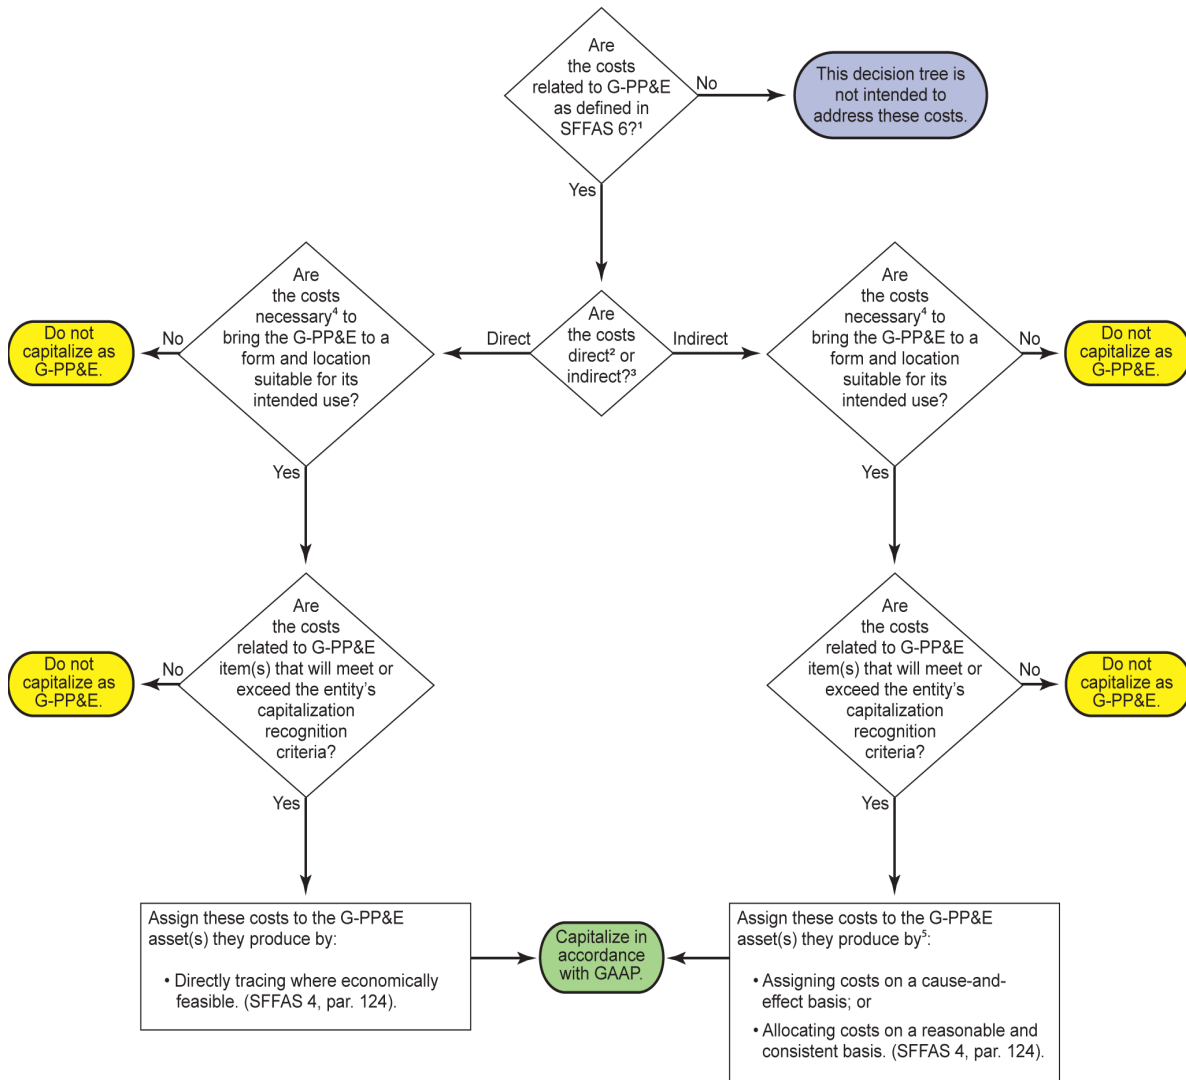 Are
the costs
related to G-PP&E
as defined in
SFFAS 6?¹
No
This decision tree is
not intended to
address these costs.
Yes
Are
the costs
direct² or
indirect?³
Direct
Indirect
Are
the costs
necessary⁴ to
bring the G-PP&E to a
form and location
suitable for its
intended use?
No
Do not
capitalize as
G-PP&E.
Yes
Are
the costs
related to G-PP&E
item(s) that will meet or
exceed the entity's
capitalization
recognition
criteria?
No
Do not
capitalize as
G-PP&E.
Yes
Assign these costs to the G-PP&E
asset(s) they produce by:
• Directly tracing where economically
feasible. (SFFAS 4, par. 124).
Are
the costs
necessary⁴ to
bring the G-PP&E to a
form and location
suitable for its
intended use?
No
Do not
capitalize as
G-PP&E.
Yes
Are
the costs
related to G-PP&E
item(s) that will meet or
exceed the entity's
capitalization
recognition
criteria?
No
Do not
capitalize as
G-PP&E.
Yes
Assign these costs to the G-PP&E
asset(s) they produce by⁵:
• Assigning costs on a cause-and-
effect basis; or
• Allocating costs on a reasonable and
consistent basis. (SFFAS 4, par. 124).
Capitalize in
accordance
with GAAP.